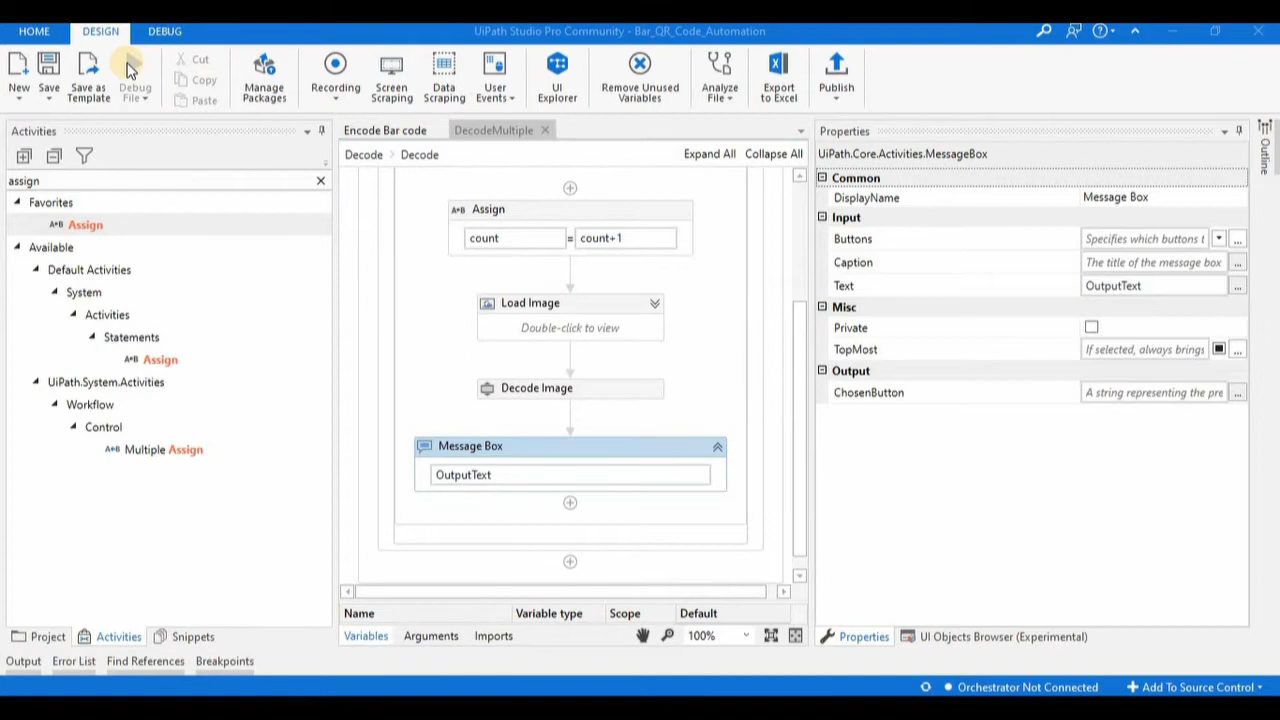 HOME DESIGN DEBUG UiPath Studio Pro Community - Bar_QR_Code_Automation
New Save Save as Template Debug File Cut Copy Paste Manage Packages Recording Screen Scraping Data Scraping User Events UI Explorer Remove Unused Variables Analyze File Export to Excel Publish
Activities
assign
Favorites
Assign
Available
Default Activities
System
Activities
Statements
Assign
UiPath.System.Activities
Workflow
Control
Multiple Assign
Project Activities Snippets
Encode Bar code DecodeMultiple
Decode Decode Expand All Collapse All
Assign
count = count+1
Load Image
Double-click to view
Decode Image
Message Box
OutputText
Name Variable type Scope Default
Variables Arguments Imports 100%
Properties
UiPath.Core.Activities.MessageBox
Common
DisplayName Message Box
Input
Buttons Specifies which buttons t ...
Caption The title of the message box ...
Text OutputText ...
Misc
Private
TopMost If selected, always brings ...
Output
ChosenButton A string representing the pre ...
Properties UI Objects Browser (Experimental)
Outline
Output Error List Find References Breakpoints
Orchestrator Not Connected Add To Source Control